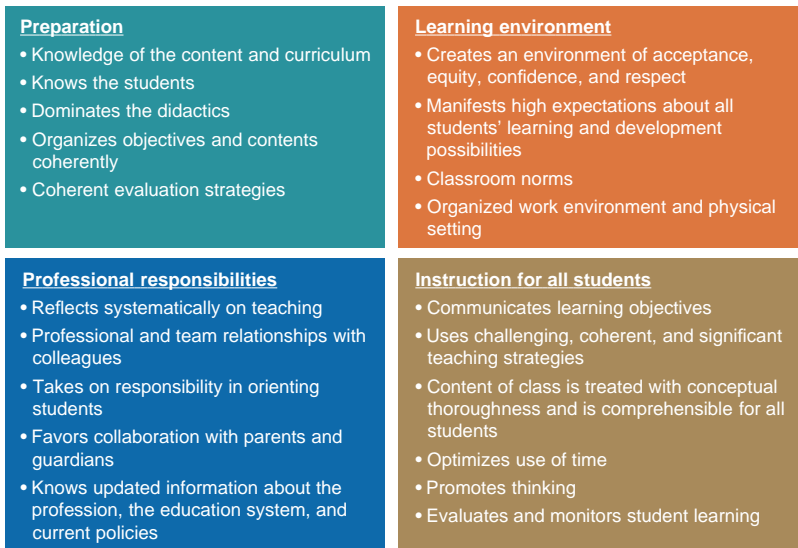 Preparation
• Knowledge of the content and curriculum
• Knows the students
• Dominates the didactics
• Organizes objectives and contents
coherently
• Coherent evaluation strategies
Learning environment
• Creates an environment of acceptance,
equity, confidence, and respect
• Manifests high expectations about all
students' learning and development
possibilities
• Classroom norms
• Organized work environment and physical
setting
Professional responsibilities
• Reflects systematically on teaching
• Professional and team relationships with
colleagues
• Takes on responsibility in orienting
students
• Favors collaboration with parents and
guardians
• Knows updated information about the
profession, the education system, and
current policies
Instruction for all students
• Communicates learning objectives
• Uses challenging, coherent, and significant
teaching strategies
• Content of class is treated with conceptual
thoroughness and is comprehensible for all
students
• Optimizes use of time
• Promotes thinking
• Evaluates and monitors student learning